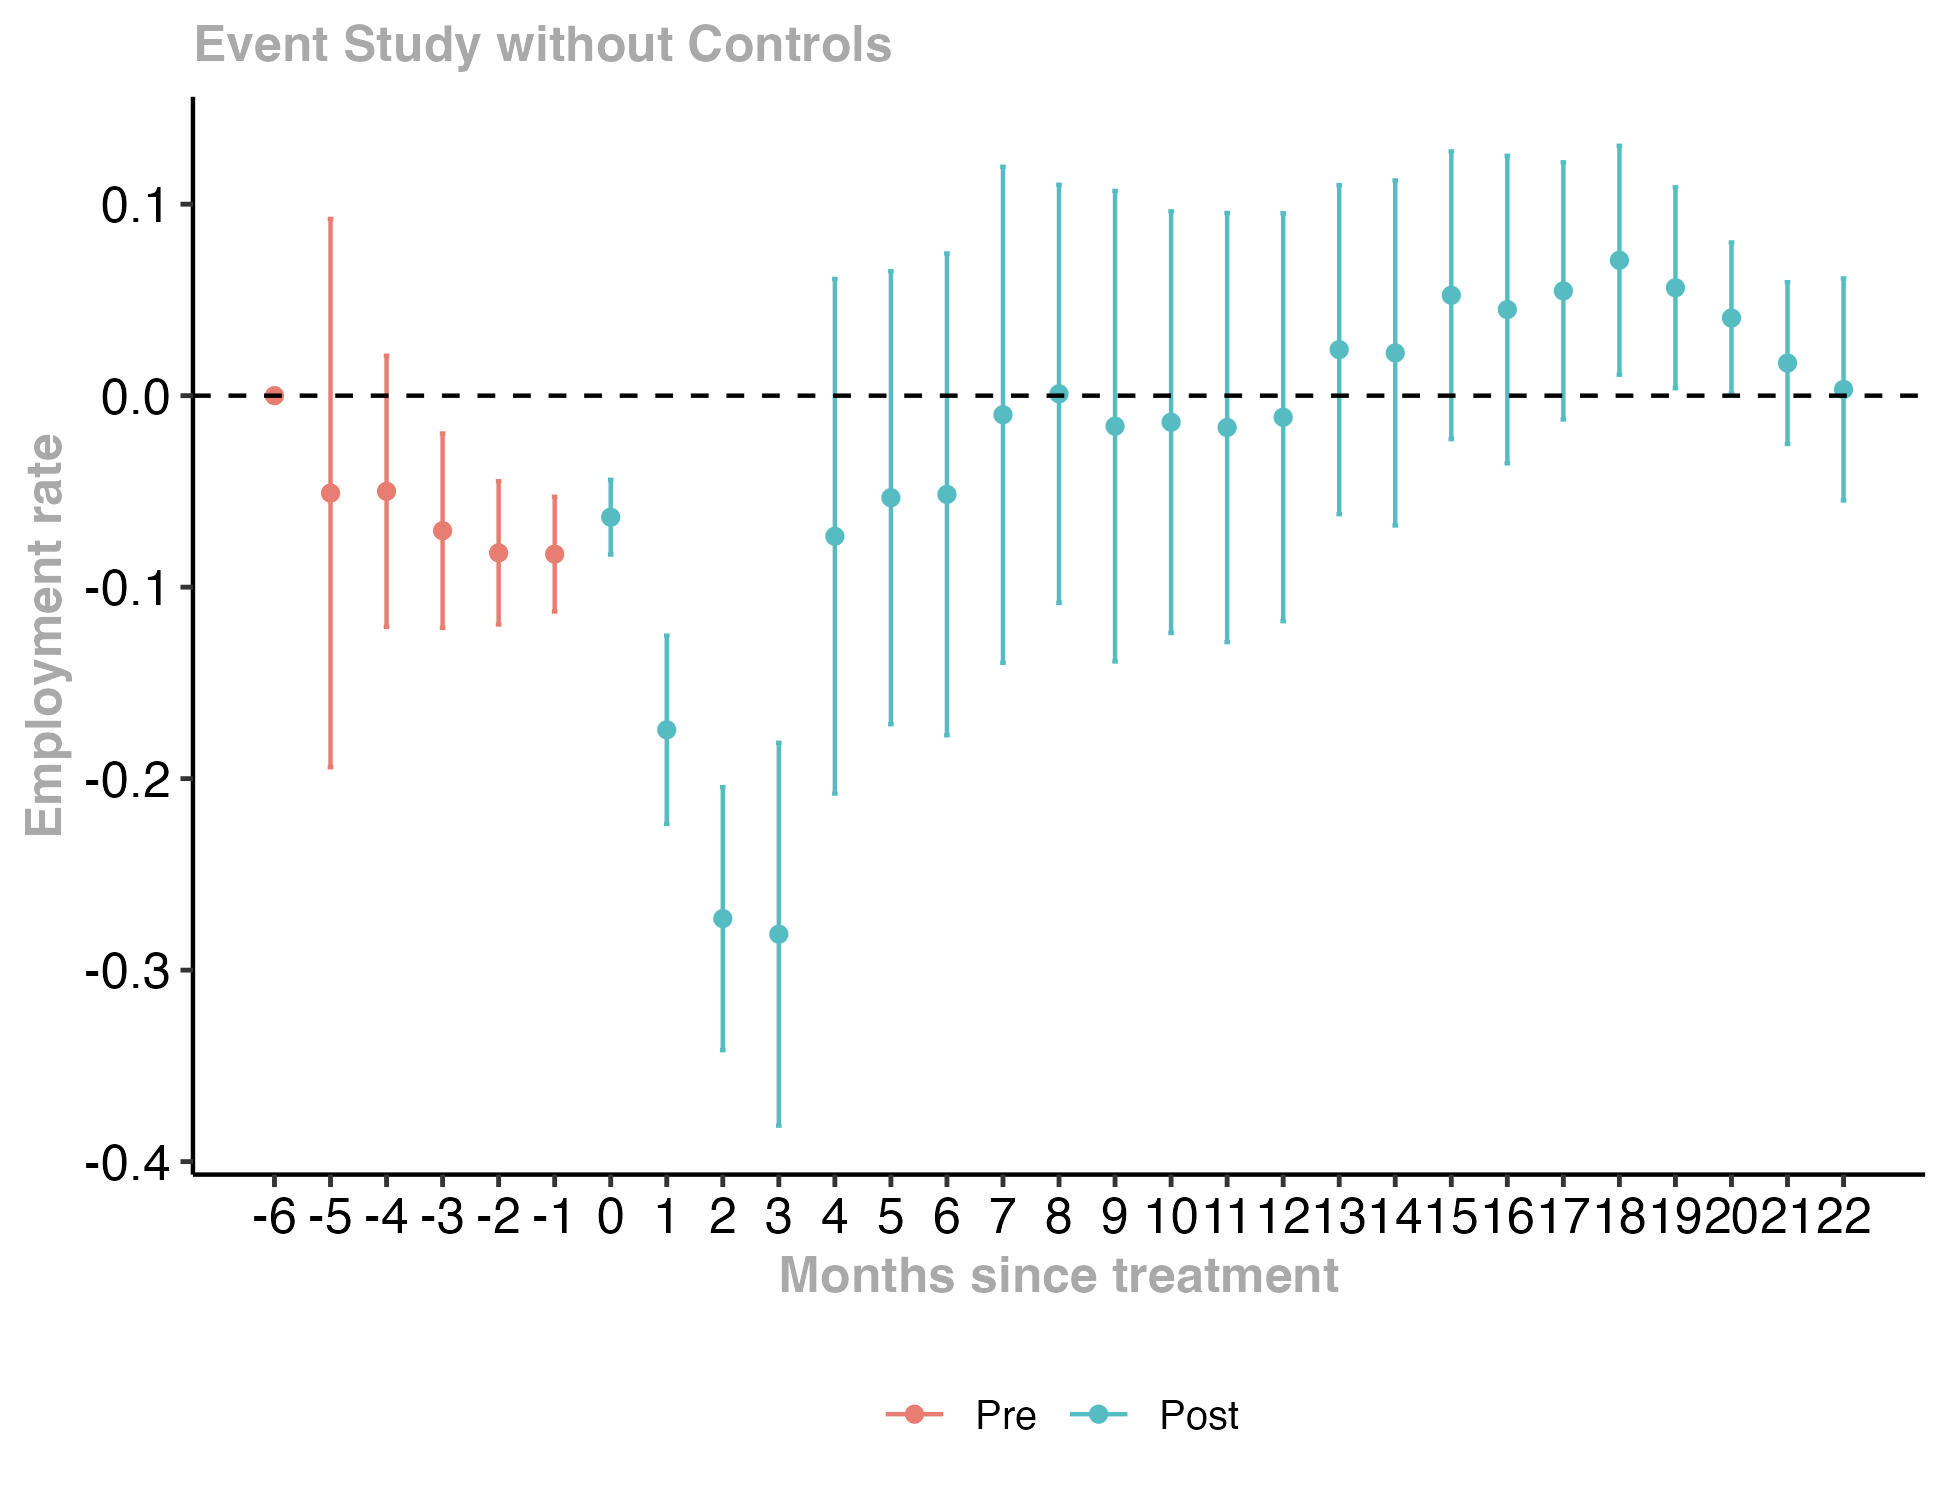 Event Study without Controls
Employment rate
0.1
0.0
-0.1
-0.2
-0.3
-0.4
-6 -5 -4 -3 -2 -1 0 1 2 3 4 5 6 7 8 9 10 11 12 13 14 15 16 17 18 19 20 21 22
Months since treatment
Pre Post